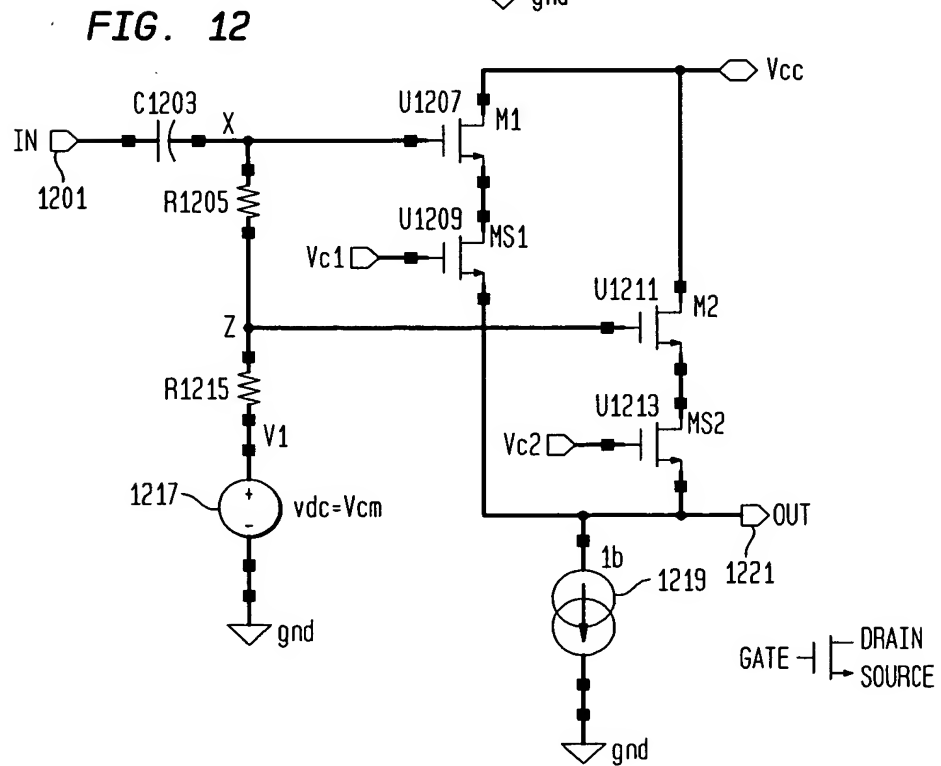 gnd
FIG. 12
Vcc
U1207
M1
C1203
X
IN
1201
R1205
U1209
MS1
Vc1
U1211
M2
Z
R1215
U1213
MS2
Vc2
V1
1217
+
-
vdc=Vcm
OUT
1b
1219
1221
gnd
GATE
DRAIN
SOURCE
gnd